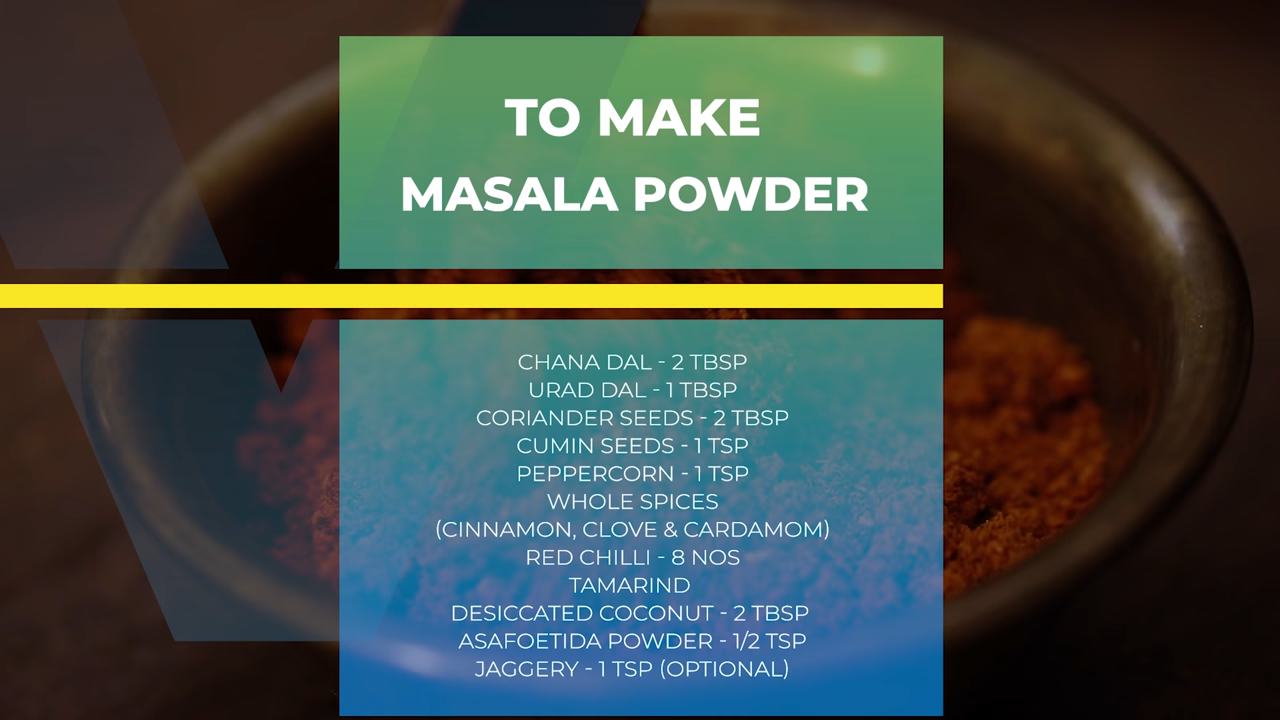 TO MAKE
MASALA POWDER
CHANA DAL - 2 TBSP
URAD DAL - 1 TBSP
CORIANDER SEEDS - 2 TBSP
CUMIN SEEDS - 1 TSP
PEPPERCORN - 1 TSP
WHOLE SPICES
(CINNAMON, CLOVE & CARDAMOM)
RED CHILLI - 8 NOS
TAMARIND
DESICCATED COCONUT - 2 TBSP
ASAFOETIDA POWDER - 1/2 TSP
JAGGERY - 1 TSP (OPTIONAL)